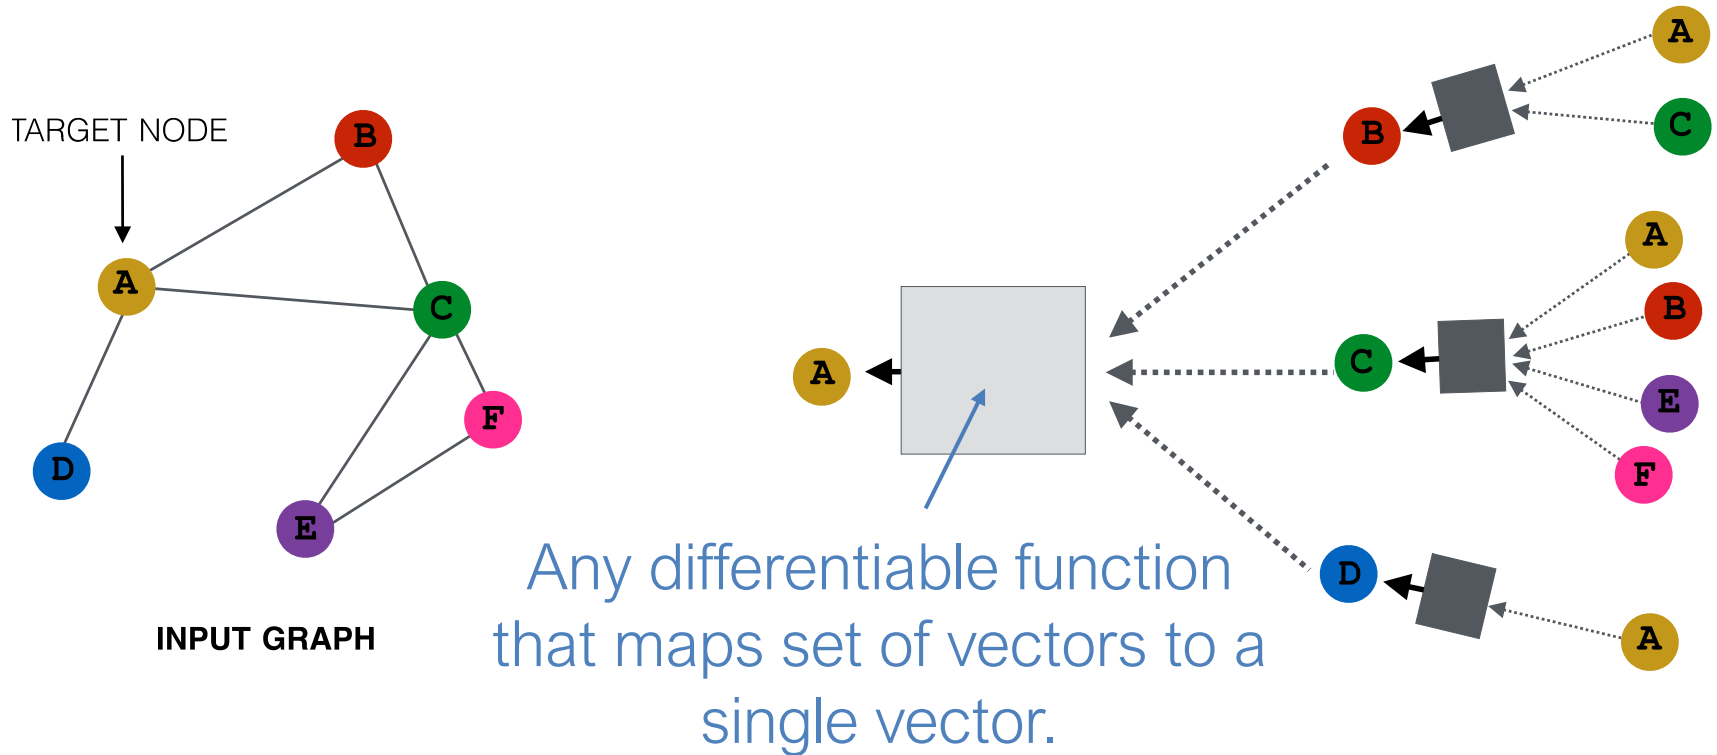 TARGET NODE
B
A
C
F
D
E
INPUT GRAPH
A
B
C
D
A
C
A
B
E
F
A
Any differentiable function
that maps set of vectors to a
single vector.